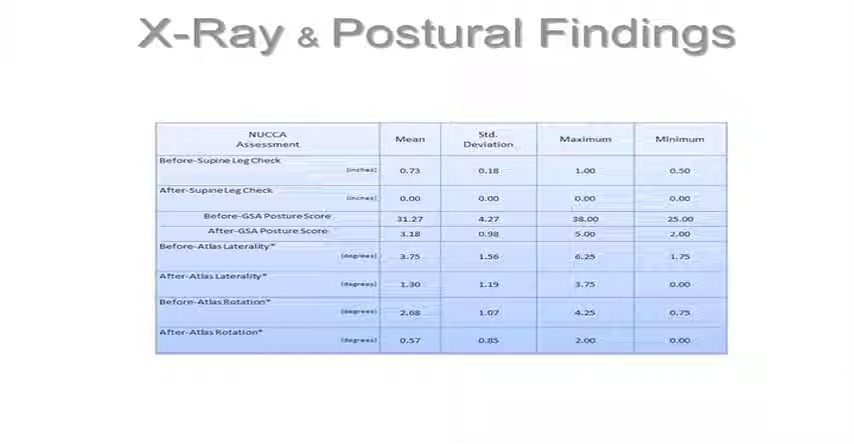 X-Ray & Postural Findings
NUCCA Assessment Mean Std. Deviation Maximum Minimum
Before-Supine Leg Check (inches) 0.73 0.18 1.00 0.50
After-Supine Leg Check (inches) 0.00 0.00 0.00 0.00
Before-GSA Posture Score 31.27 4.27 38.00 25.00
After-GSA Posture Score 3.18 0.98 5.00 2.00
Before-Atlas Laterality* (degrees) 3.75 1.56 6.25 1.75
After-Atlas Laterality* (degrees) 1.30 1.19 3.75 0.00
Before-Atlas Rotation* (degrees) 2.68 1.07 4.25 0.75
After-Atlas Rotation* (degrees) 0.57 0.85 2.00 0.00